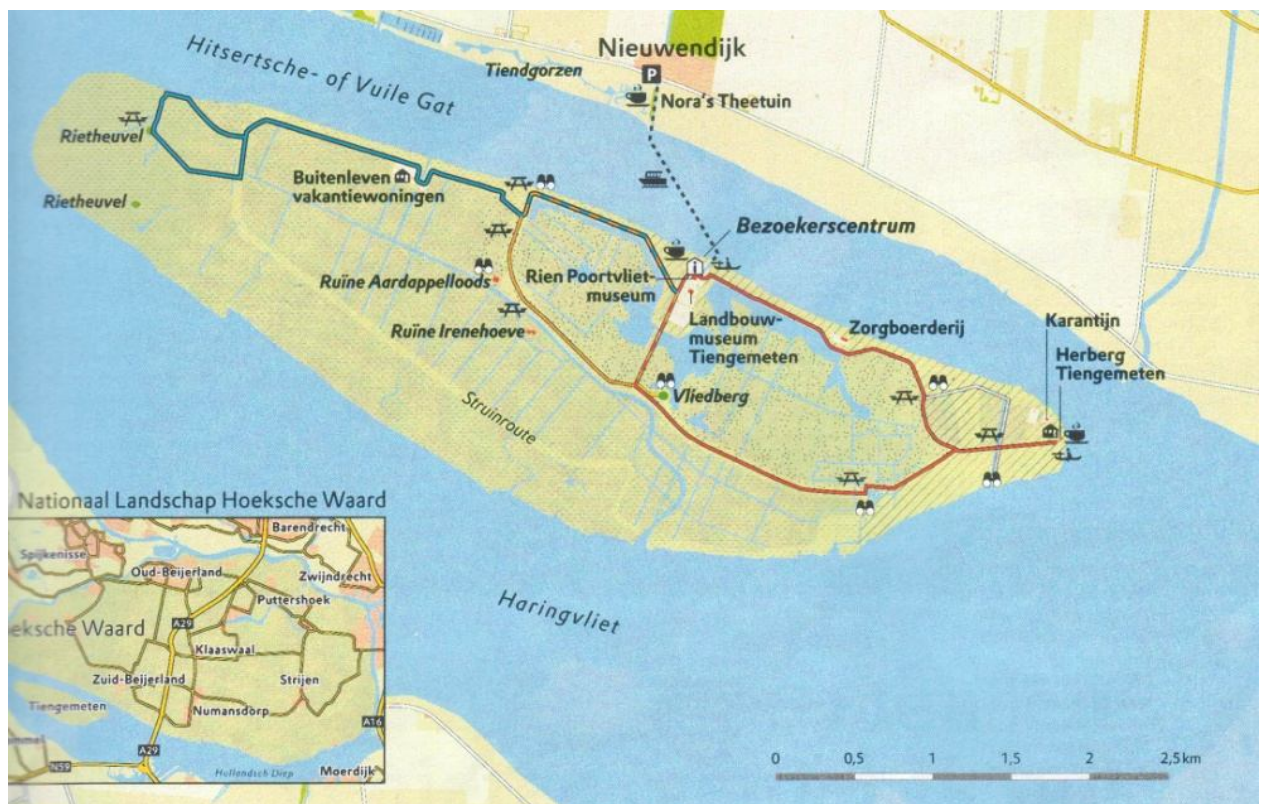 Hitsertsche- of Vuile Gat
Nieuwendijk
P
Tiendgorzen
Nora's Theetuin
Rietheuvel
Rietheuvel
Buitenleven
vakantiewoningen
Bezoekerscentrum
i
Rien Poortvliet-
museum
Ruïne Aardappelloods
Ruïne Irenehoeve
Landbouw-
museum
Tiengemeten
Zorgboerderij
Karantijn
Herberg
Tiengemeten
Vliedberg
Struinroute
Haringvliet
Nationaal Landschap Hoeksche Waard
Barendrecht
Spijkenisse
Oud-Beijerland
Zwijndrecht
Puttershoek
A29
eksche Waard
Klaaswaal
Zuid-Beijerland
Strijen
Tiengemeten
Numansdorp
A16
mmel
A29
N59
Hollandsch Diep
Moerdijk
0 0,5 1 1,5 2 2,5 km